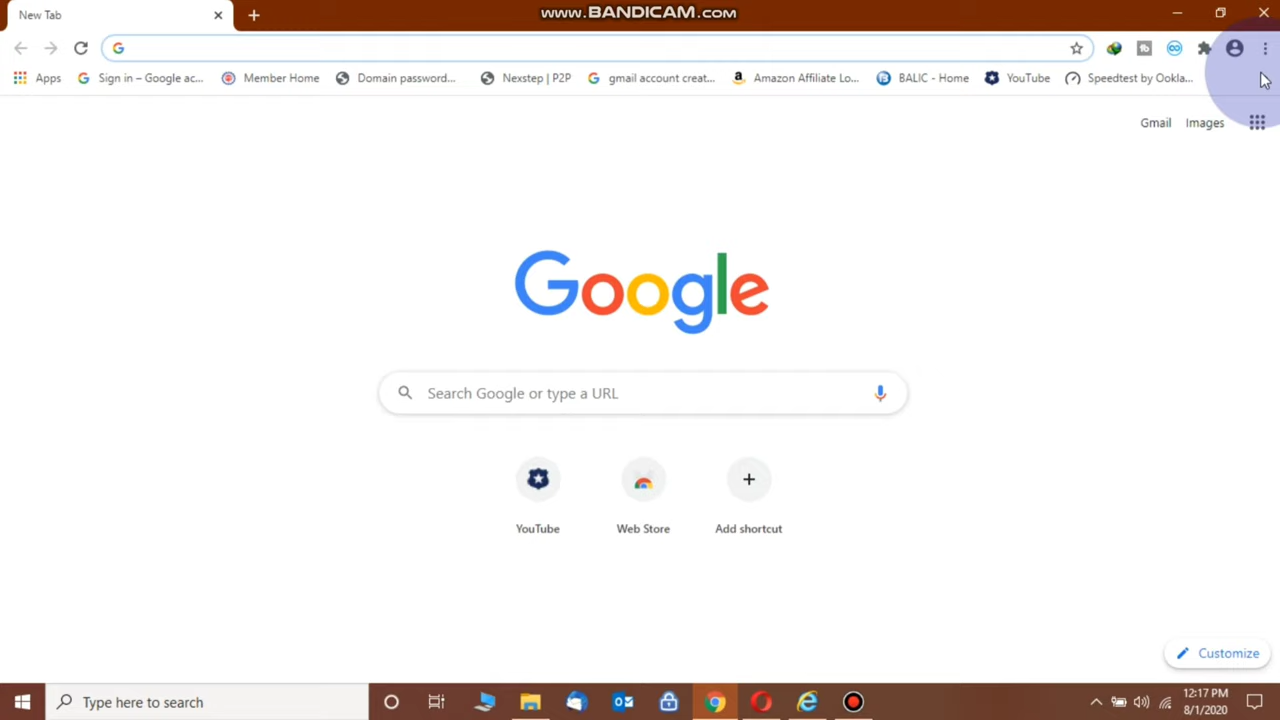 New Tab
www.BANDICAM.com
Apps
Sign in – Google ac...
Member Home
Domain password...
Nexstep | P2P
gmail account creat...
Amazon Affiliate Lo...
BALIC - Home
YouTube
Speedtest by Ookla...
Gmail
Images
Google
Search Google or type a URL
YouTube
Web Store
Add shortcut
Customize
Type here to search
12:17 PM
8/1/2020